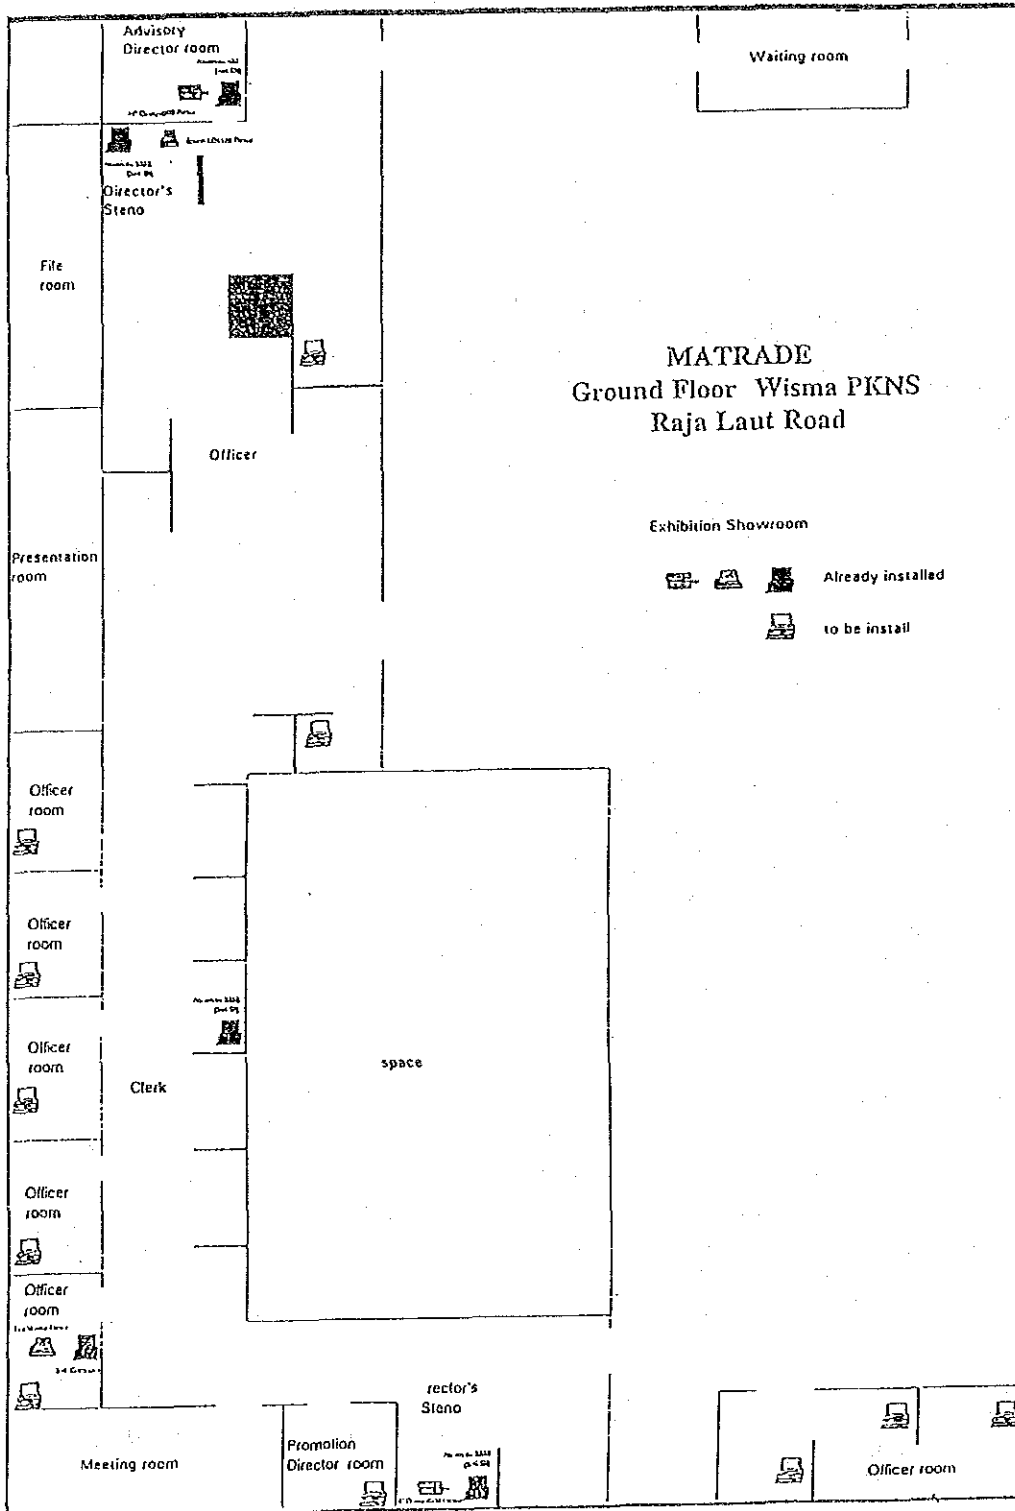 Advisory
Director room
Waiting room
Director's
Steno
File
room
MATRADE
Ground Floor Wisma PKNS
Raja Laut Road
Officer
Exhibition Showroom
Presentation
room
Already installed
to be install
Officer
room
Officer
room
Officer
room
Clerk
space
Officer
room
Officer
room
rector's
Steno
Meeting room
Promotion
Director room
Officer room